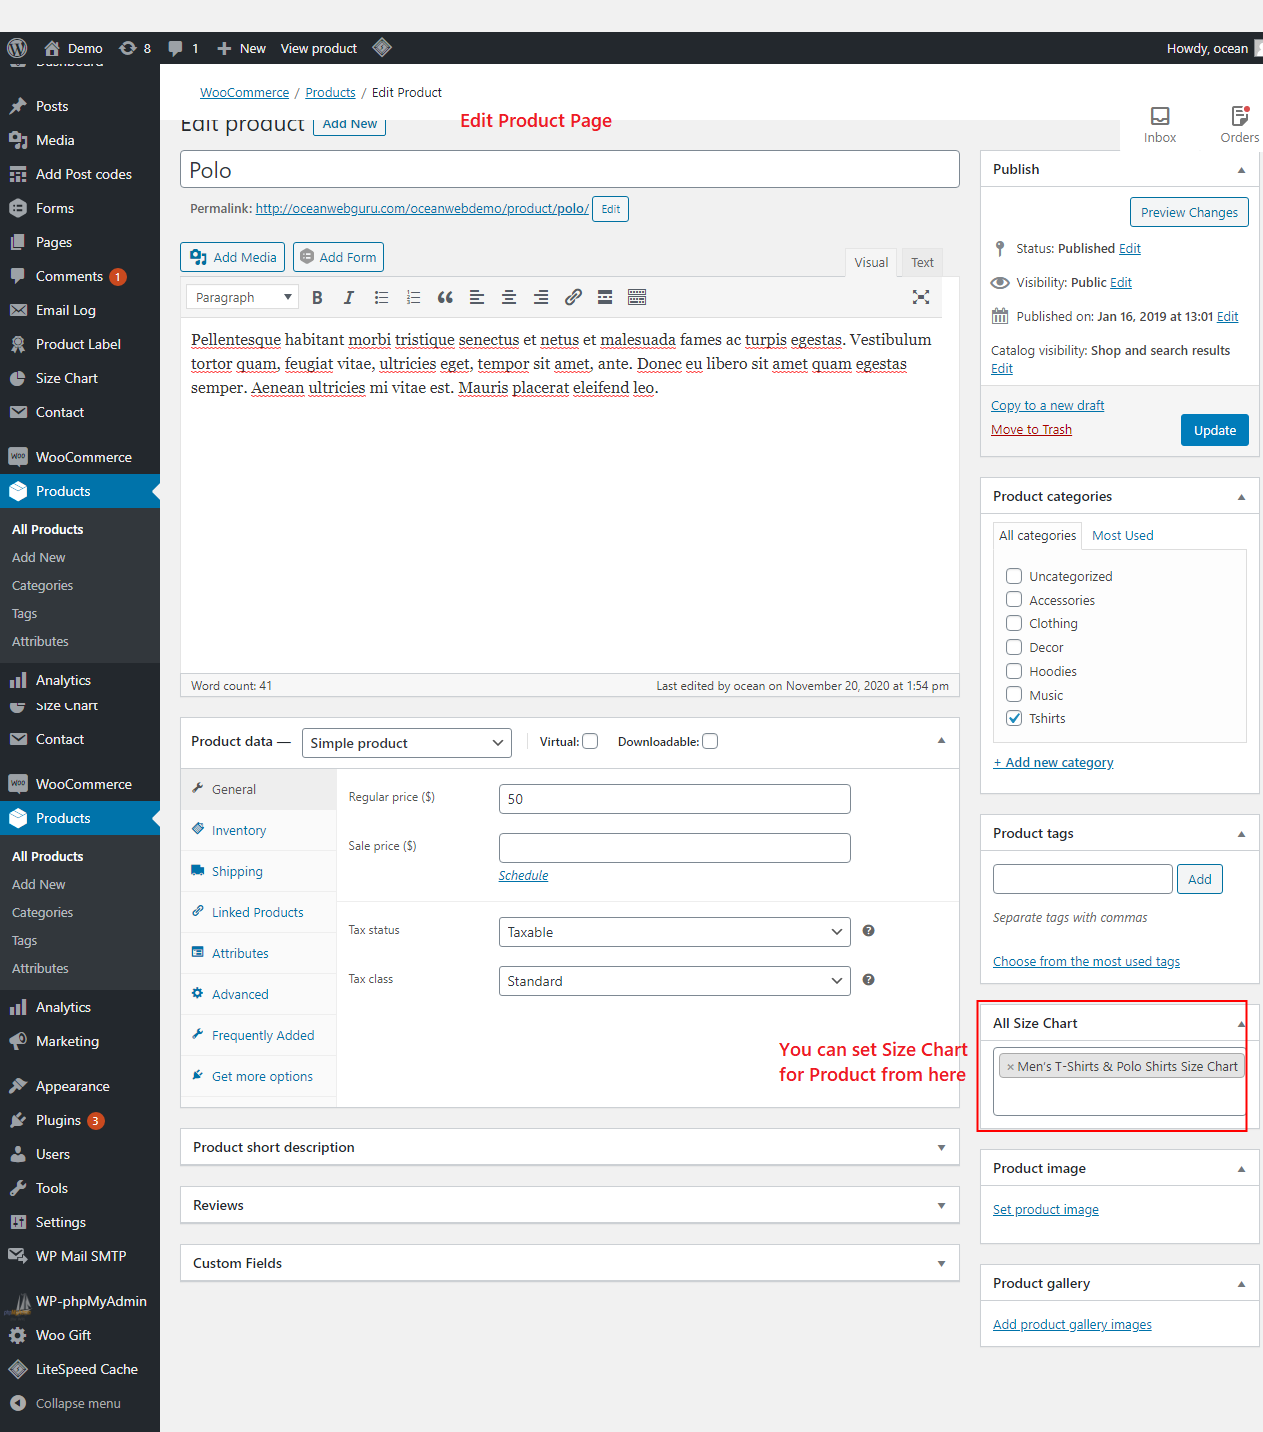 Demo 8 1 New View product Howdy, ocean
Dashboard
Posts
Media
Add Post codes
Forms
Pages
Comments 1
Email Log
Product Label
Size Chart
Contact
WooCommerce
Products
All Products
Add New
Categories
Tags
Attributes
Analytics
Size Chart
Contact
WooCommerce
Products
All Products
Add New
Categories
Tags
Attributes
Analytics
Marketing
Appearance
Plugins 3
Users
Tools
Settings
WP Mail SMTP
WP-phpMyAdmin
Woo Gift
LiteSpeed Cache
Collapse menu
WooCommerce / Products / Edit Product
Inbox
Orders
Edit product Add New
Edit Product Page
Polo
Permalink: http://oceanwebguru.com/oceanwebdemo/product/polo/ Edit
Add Media Add Form
Visual Text
Paragraph
Pellentesque habitant morbi tristique senectus et netus et malesuada fames ac turpis egestas. Vestibulum
tortor quam, feugiat vitae, ultricies eget, tempor sit amet, ante. Donec eu libero sit amet quam egestas
semper. Aenean ultricies mi vitae est. Mauris placerat eleifend leo.
Word count: 41 Last edited by ocean on November 20, 2020 at 1:54 pm
Product data — Simple product Virtual: Downloadable:
General
Inventory
Shipping
Linked Products
Attributes
Advanced
Frequently Added
Get more options
Regular price ($) 50
Sale price ($)
Schedule
Tax status Taxable
Tax class Standard
You can set Size Chart
for Product from here
Product short description
Reviews
Custom Fields
Publish
Preview Changes
Status: Published Edit
Visibility: Public Edit
Published on: Jan 16, 2019 at 13:01 Edit
Catalog visibility: Shop and search results
Edit
Copy to a new draft
Move to Trash
Update
Product categories
All categories Most Used
Uncategorized
Accessories
Clothing
Decor
Hoodies
Music
Tshirts
+ Add new category
Product tags
Add
Separate tags with commas
Choose from the most used tags
All Size Chart
× Men's T-Shirts & Polo Shirts Size Chart
Product image
Set product image
Product gallery
Add product gallery images